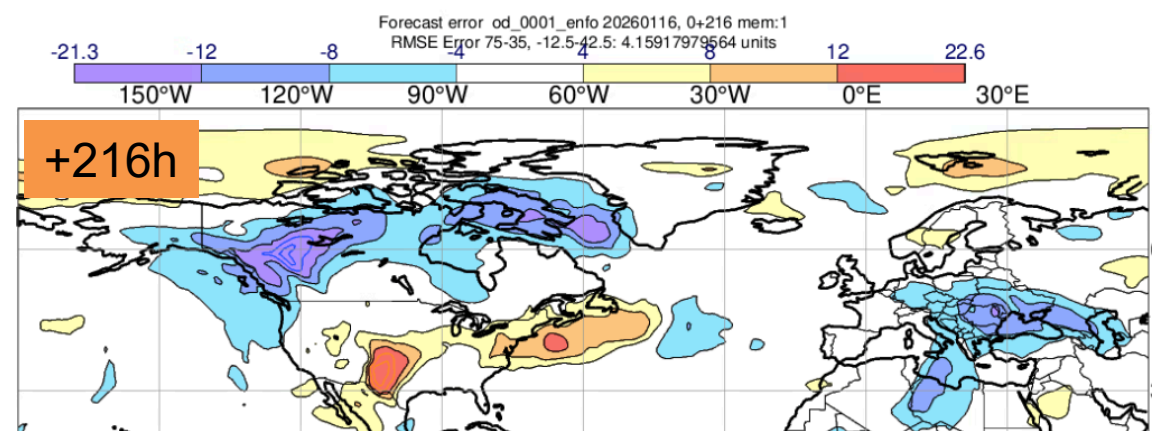 Forecast error od_0001_enfo 20260116, 0+216 mem:1
RMSE Error 75-35, -12.5-42.5: 4.15917979564 units
-21.3 -12 -8 -4 4 8 12 22.6
150°W 120°W 90°W 60°W 30°W 0°E 30°E
+216h